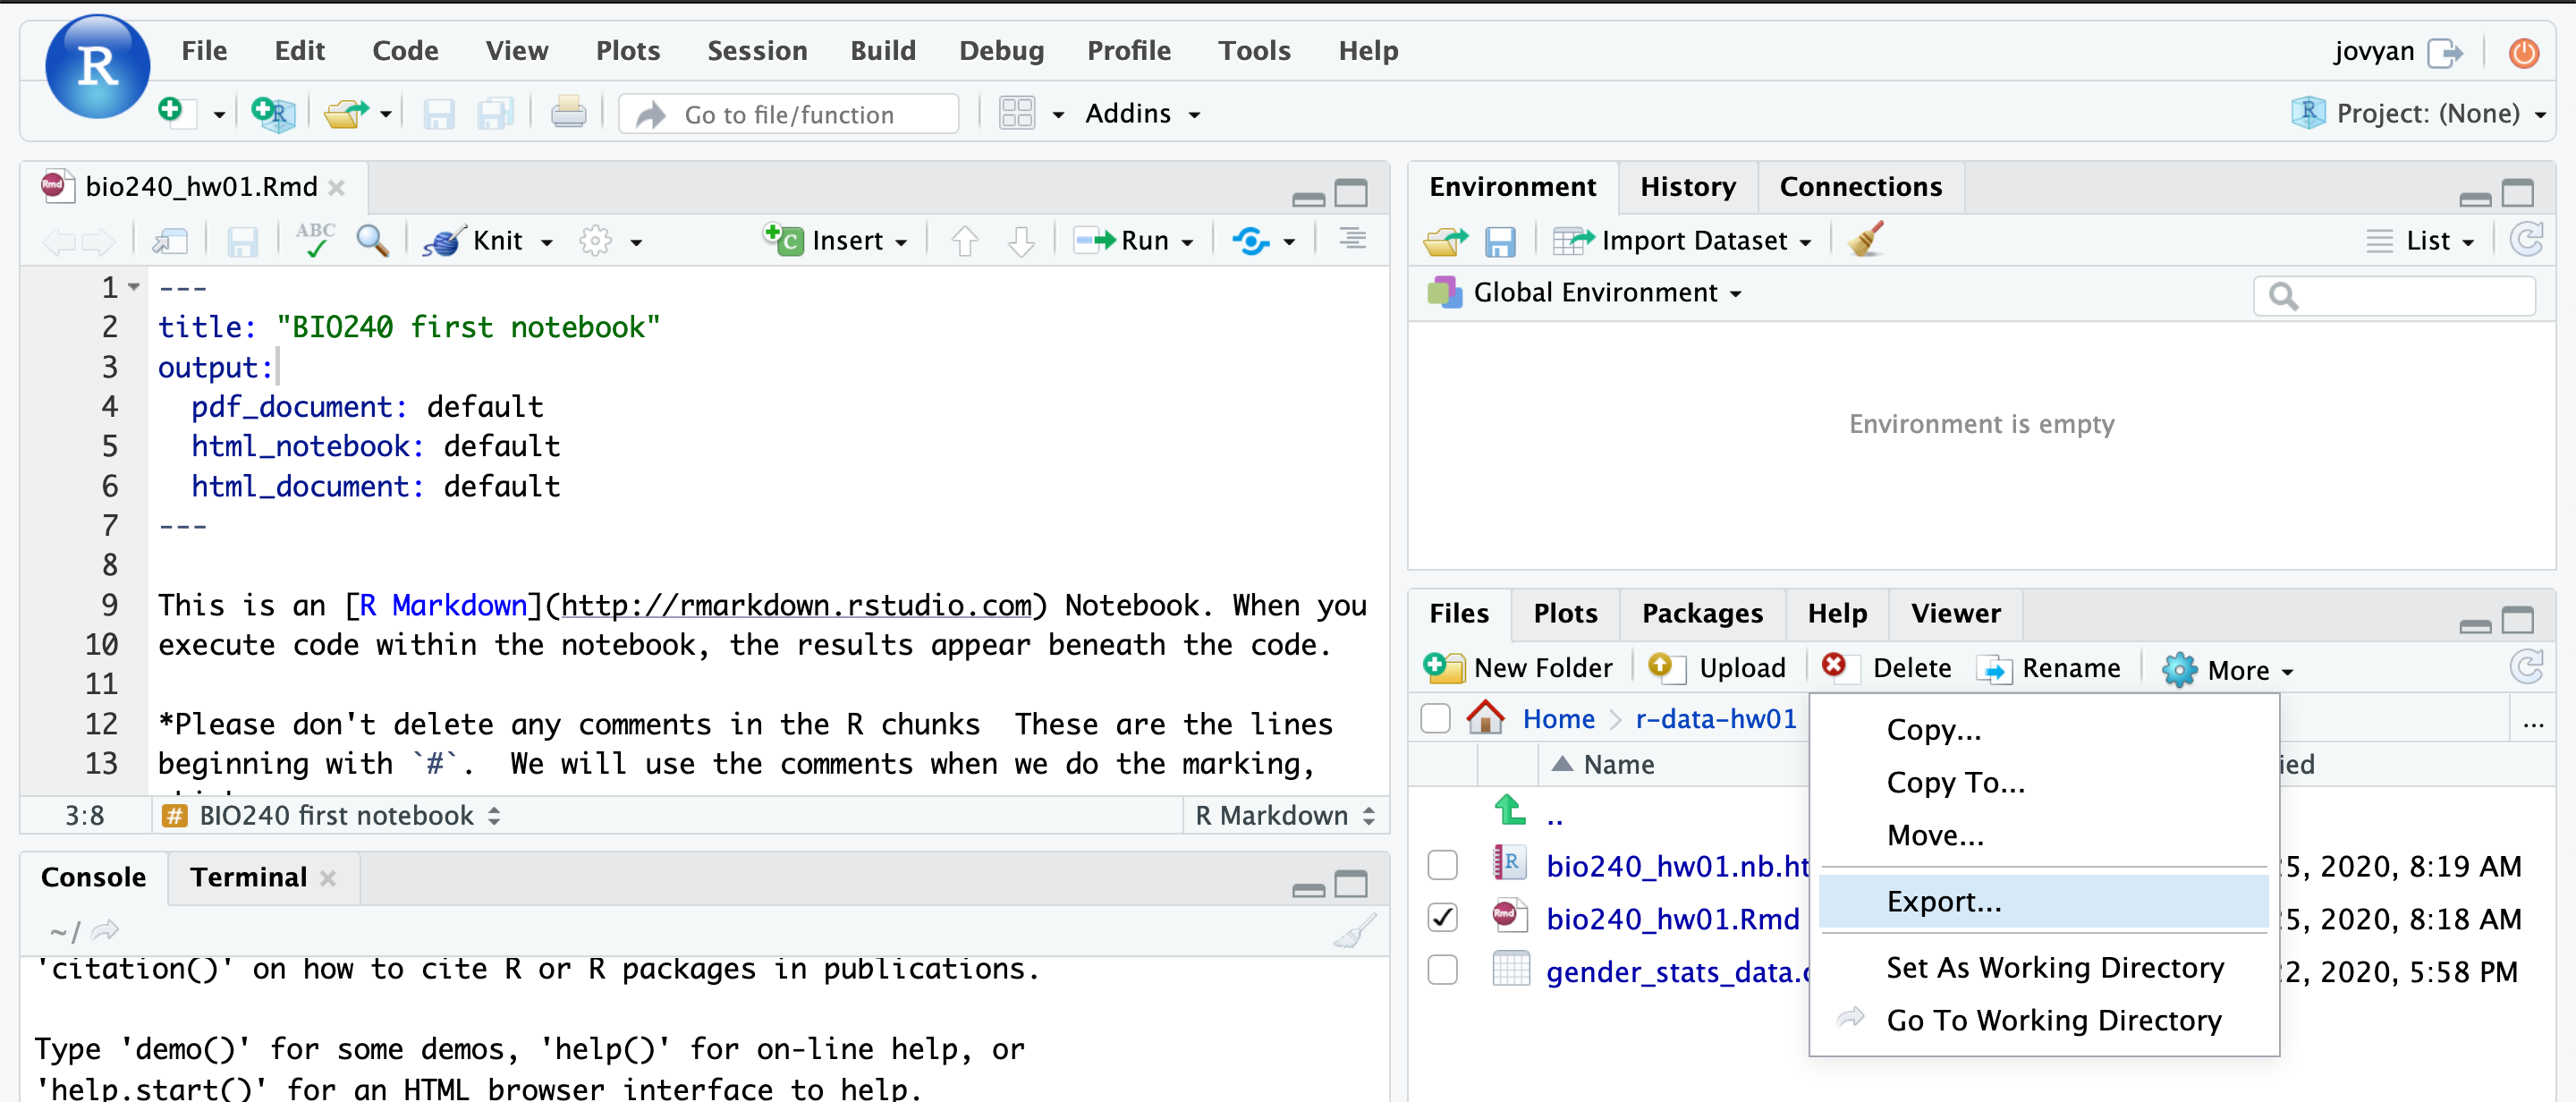 R File Edit Code View Plots Session Build Debug Profile Tools Help jovyan
R Go to file/function Addins R Project: (None)
Rmd bio240_hw01.Rmd
ABC Knit C Insert Run
1 ---
2 title: "BIO240 first notebook"
3 output:
4 pdf_document: default
5 html_notebook: default
6 html_document: default
7 ---
8
9 This is an [R Markdown](http://rmarkdown.rstudio.com) Notebook. When you
10 execute code within the notebook, the results appear beneath the code.
11
12 *Please don't delete any comments in the R chunks  These are the lines
13 beginning with `#`.  We will use the comments when we do the marking,
3:8 # BIO240 first notebook R Markdown
Console Terminal
~/
'citation()' on how to cite R or R packages in publications.
Type 'demo()' for some demos, 'help()' for on-line help, or
'help.start()' for an HTML browser interface to help.
Environment History Connections
Import Dataset List
Global Environment
Environment is empty
Files Plots Packages Help Viewer
New Folder Upload Delete Rename More
Home r-data-hw01 ...
Name ied
..
R bio240_hw01.nb.ht 5, 2020, 8:19 AM
Rmd bio240_hw01.Rmd 5, 2020, 8:18 AM
gender_stats_data. 2, 2020, 5:58 PM
Copy...
Copy To...
Move...
Export...
Set As Working Directory
Go To Working Directory